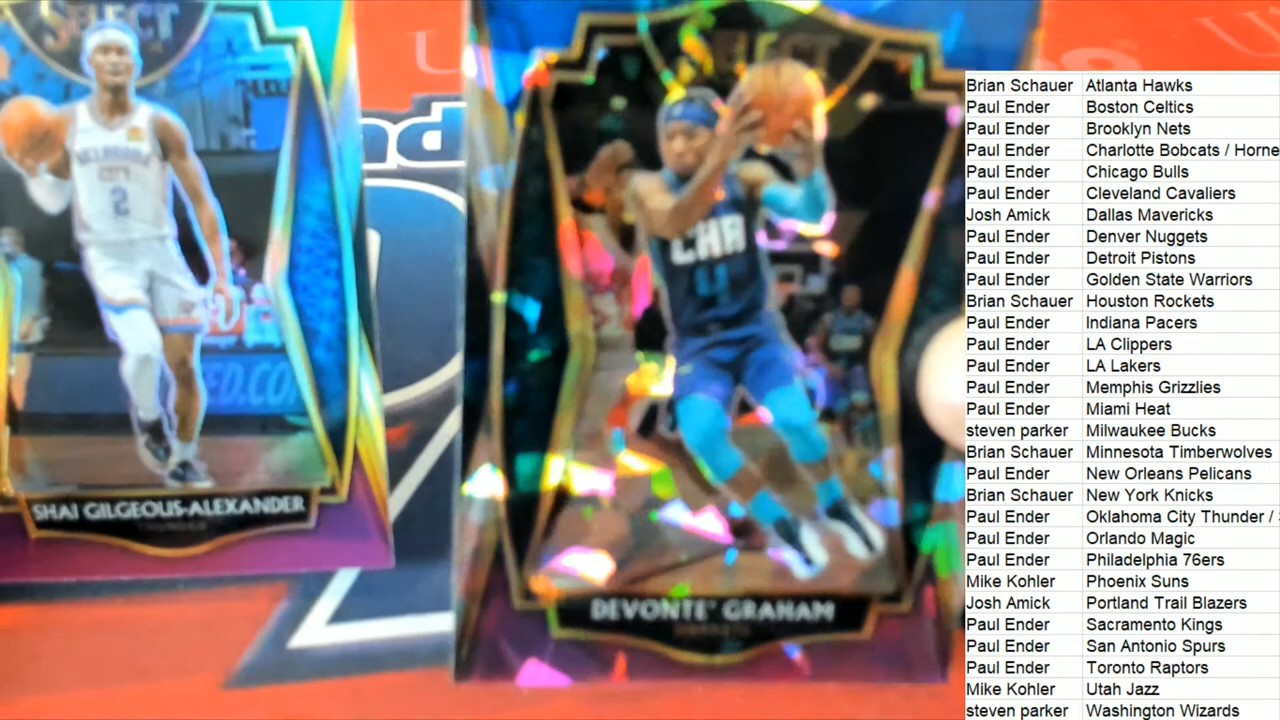 SELECT
SELECT
OKLAHOMA
CITY
2
CHA
4
SHAI GILGEOUS-ALEXANDER
THUNDER
DEVONTE' GRAHAM
HORNETS
Brian Schauer Atlanta Hawks
Paul Ender Boston Celtics
Paul Ender Brooklyn Nets
Paul Ender Charlotte Bobcats / Horne
Paul Ender Chicago Bulls
Paul Ender Cleveland Cavaliers
Josh Amick Dallas Mavericks
Paul Ender Denver Nuggets
Paul Ender Detroit Pistons
Paul Ender Golden State Warriors
Brian Schauer Houston Rockets
Paul Ender Indiana Pacers
Paul Ender LA Clippers
Paul Ender LA Lakers
Paul Ender Memphis Grizzlies
Paul Ender Miami Heat
steven parker Milwaukee Bucks
Brian Schauer Minnesota Timberwolves
Paul Ender New Orleans Pelicans
Brian Schauer New York Knicks
Paul Ender Oklahoma City Thunder /
Paul Ender Orlando Magic
Paul Ender Philadelphia 76ers
Mike Kohler Phoenix Suns
Josh Amick Portland Trail Blazers
Paul Ender Sacramento Kings
Paul Ender San Antonio Spurs
Paul Ender Toronto Raptors
Mike Kohler Utah Jazz
steven parker Washington Wizards